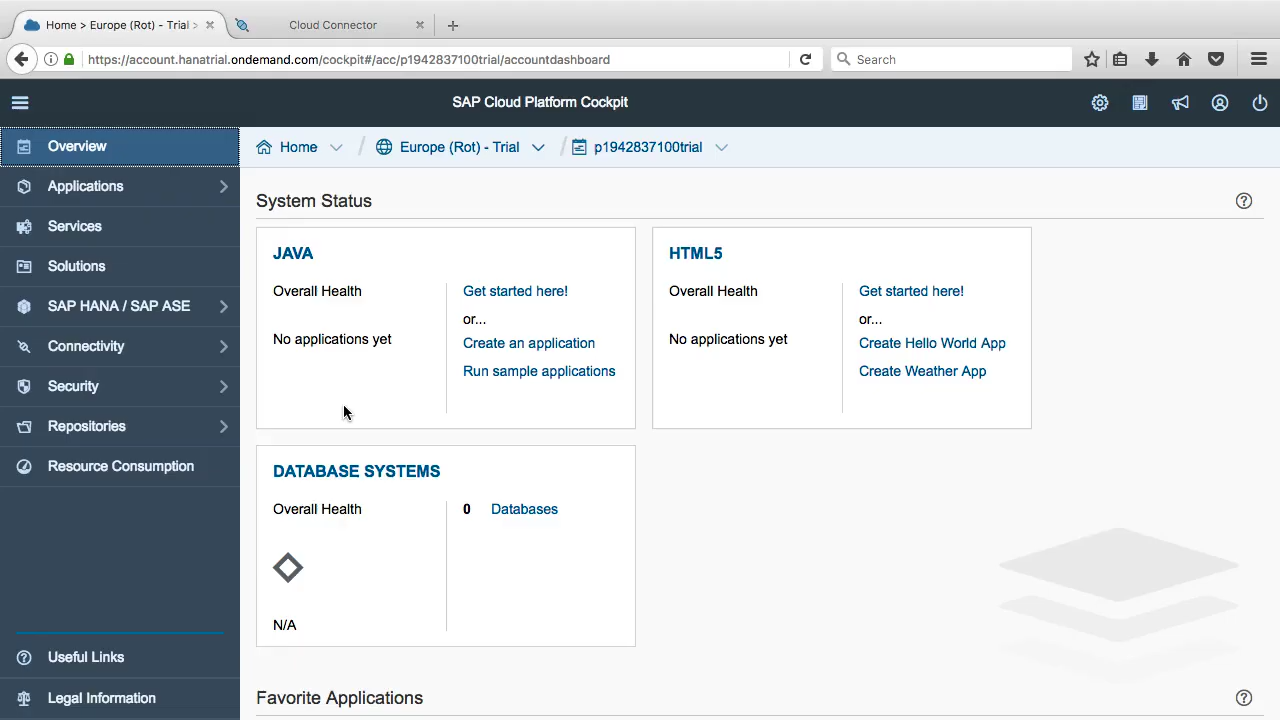 Home > Europe (Rot) - Trial >
Cloud Connector
https://account.hanatrial.ondemand.com/cockpit#/acc/p1942837100trial/accountdashboard
Search
SAP Cloud Platform Cockpit
Overview
Applications
Services
Solutions
SAP HANA / SAP ASE
Connectivity
Security
Repositories
Resource Consumption
Useful Links
Legal Information
Home / Europe (Rot) - Trial / p1942837100trial
System Status
JAVA
Overall Health
No applications yet
Get started here!
or...
Create an application
Run sample applications
HTML5
Overall Health
No applications yet
Get started here!
or...
Create Hello World App
Create Weather App
DATABASE SYSTEMS
Overall Health
N/A
0 Databases
Favorite Applications